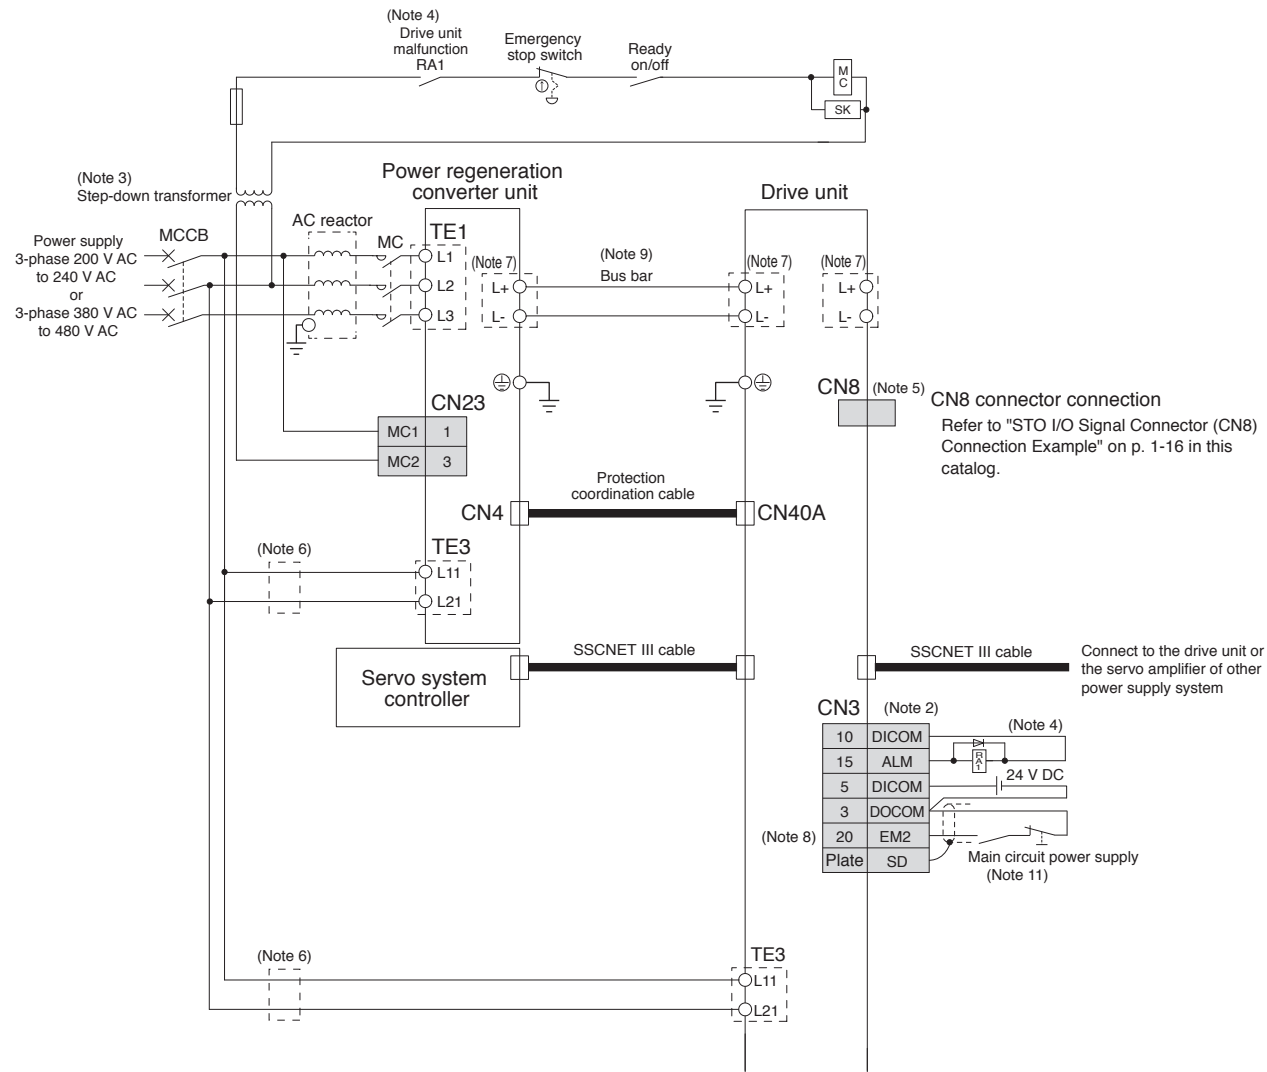 (Note 4)
Drive unit
malfunction
RA1
Emergency
stop switch
Ready
on/off
MC
SK
(Note 3)
Step-down transformer
Power regeneration
converter unit
Drive unit
Power supply
3-phase 200 V AC
to 240 V AC
or
3-phase 380 V AC
to 480 V AC
MCCB
AC reactor
MC
TE1
L1
L2
L3
(Note 7)
L+
L-
(Note 9)
Bus bar
(Note 7)
L+
L-
(Note 7)
L+
L-
CN23
MC1 1
MC2 3
CN8 (Note 5)
CN8 connector connection
Refer to "STO I/O Signal Connector (CN8)
Connection Example" on p. 1-16 in this
catalog.
Protection
coordination cable
CN4
CN40A
(Note 6)
TE3
L11
L21
Servo system
controller
SSCNET III cable
SSCNET III cable
Connect to the drive unit or
the servo amplifier of other
power supply system
CN3 (Note 2)
(Note 4)
10 DICOM
15 ALM
RA1
5 DICOM
24 V DC
3 DOCOM
(Note 8) 20 EM2
Plate SD
Main circuit power supply
(Note 11)
(Note 6)
TE3
L11
L21